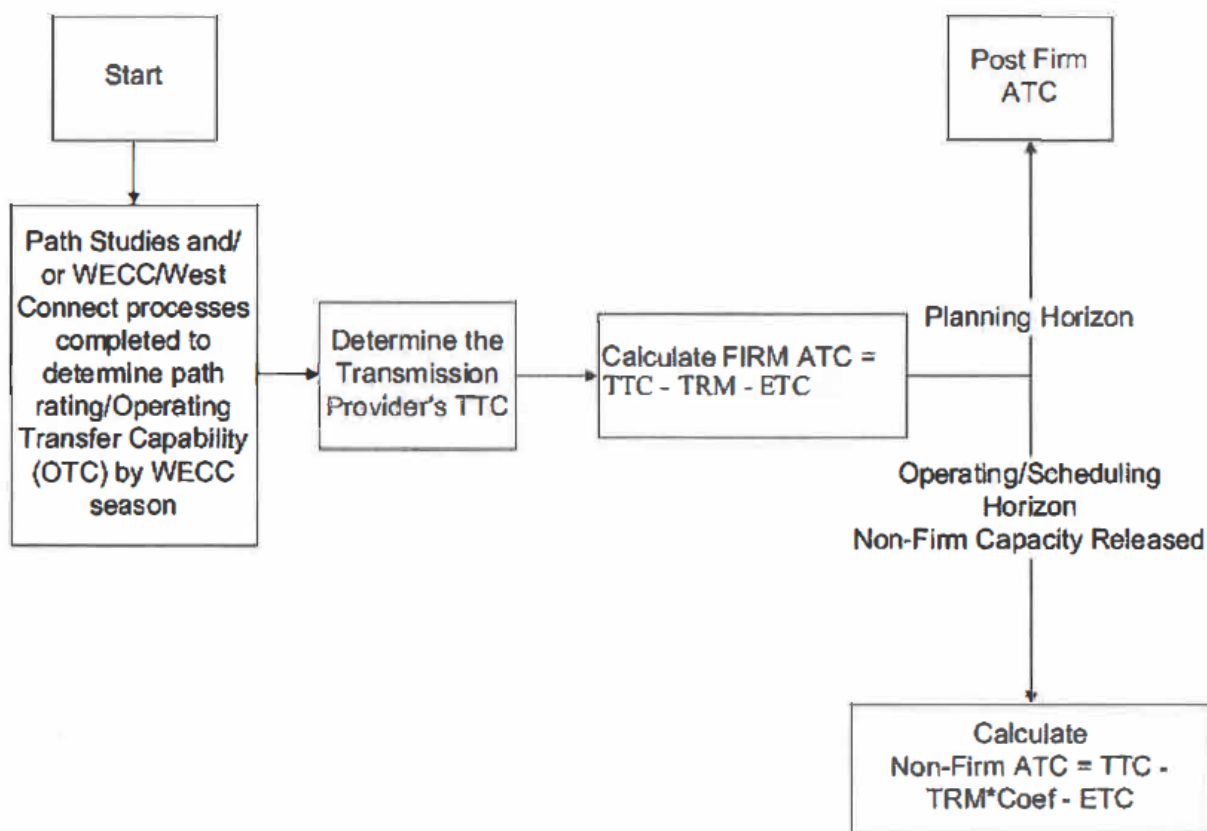 Start
Path Studies and/
or WECC/West
Connect processes
completed to
determine path
rating/Operating
Transfer Capability
(OTC) by WECC
season
Determine the
Transmission
Provider's TTC
Calculate FIRM ATC =
TTC - TRM - ETC
Post Firm
ATC
Planning Horizon
Operating/Scheduling
Horizon
Non-Firm Capacity Released
Calculate
Non-Firm ATC = TTC -
TRM*Coef - ETC